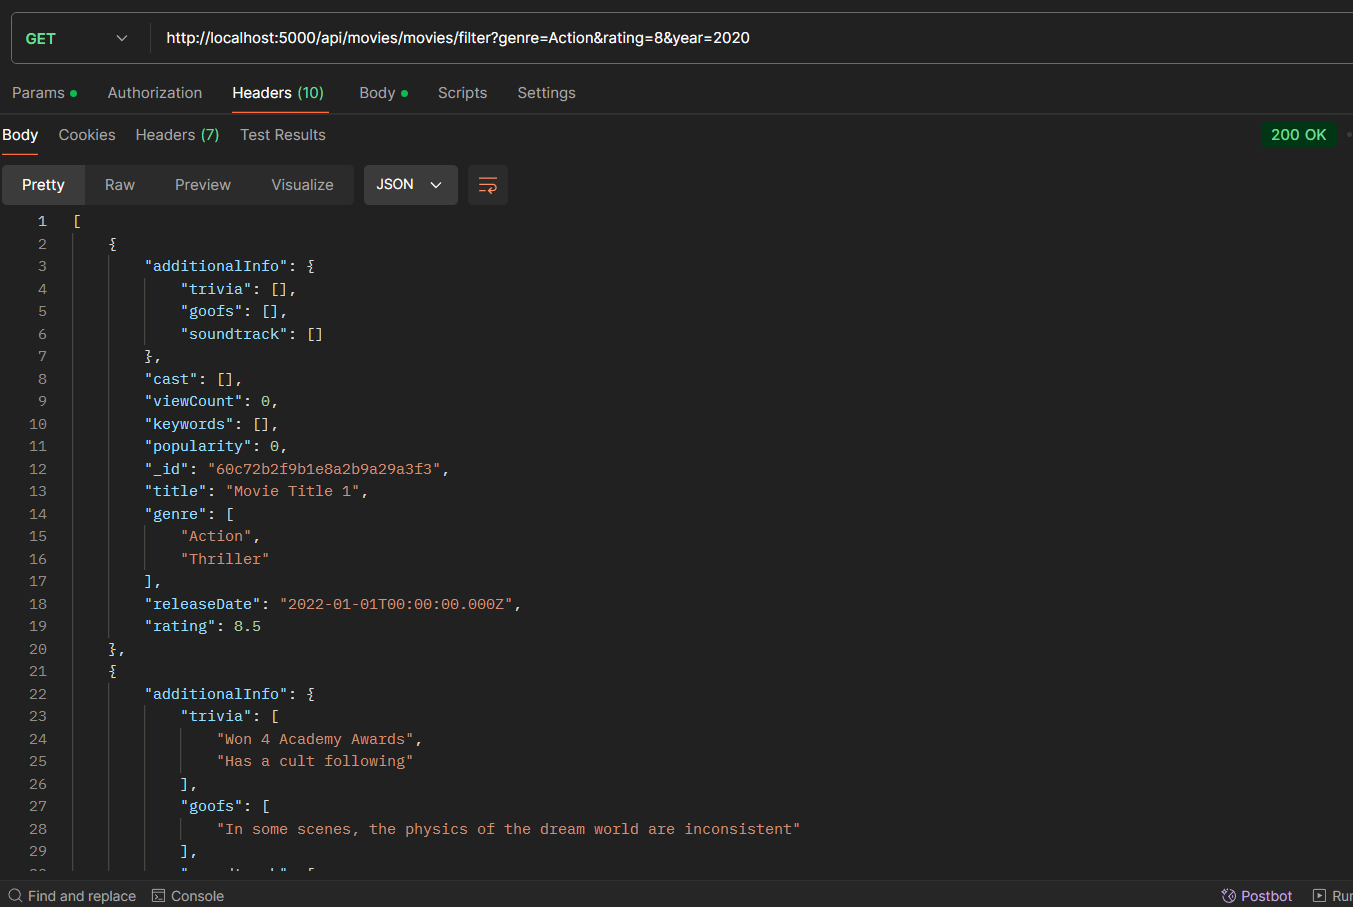 GET http://localhost:5000/api/movies/movies/filter?genre=Action&rating=8&year=2020
Params Authorization Headers (10) Body Scripts Settings
Body Cookies Headers (7) Test Results 200 OK
Pretty Raw Preview Visualize JSON
1 [
2 {
3 "additionalInfo": {
4 "trivia": [],
5 "goofs": [],
6 "soundtrack": []
7 },
8 "cast": [],
9 "viewCount": 0,
10 "keywords": [],
11 "popularity": 0,
12 "_id": "60c72b2f9b1e8a2b9a29a3f3",
13 "title": "Movie Title 1",
14 "genre": [
15 "Action",
16 "Thriller"
17 ],
18 "releaseDate": "2022-01-01T00:00:00.000Z",
19 "rating": 8.5
20 },
21 {
22 "additionalInfo": {
23 "trivia": [
24 "Won 4 Academy Awards",
25 "Has a cult following"
26 ],
27 "goofs": [
28 "In some scenes, the physics of the dream world are inconsistent"
29 ],
Find and replace Console Postbot